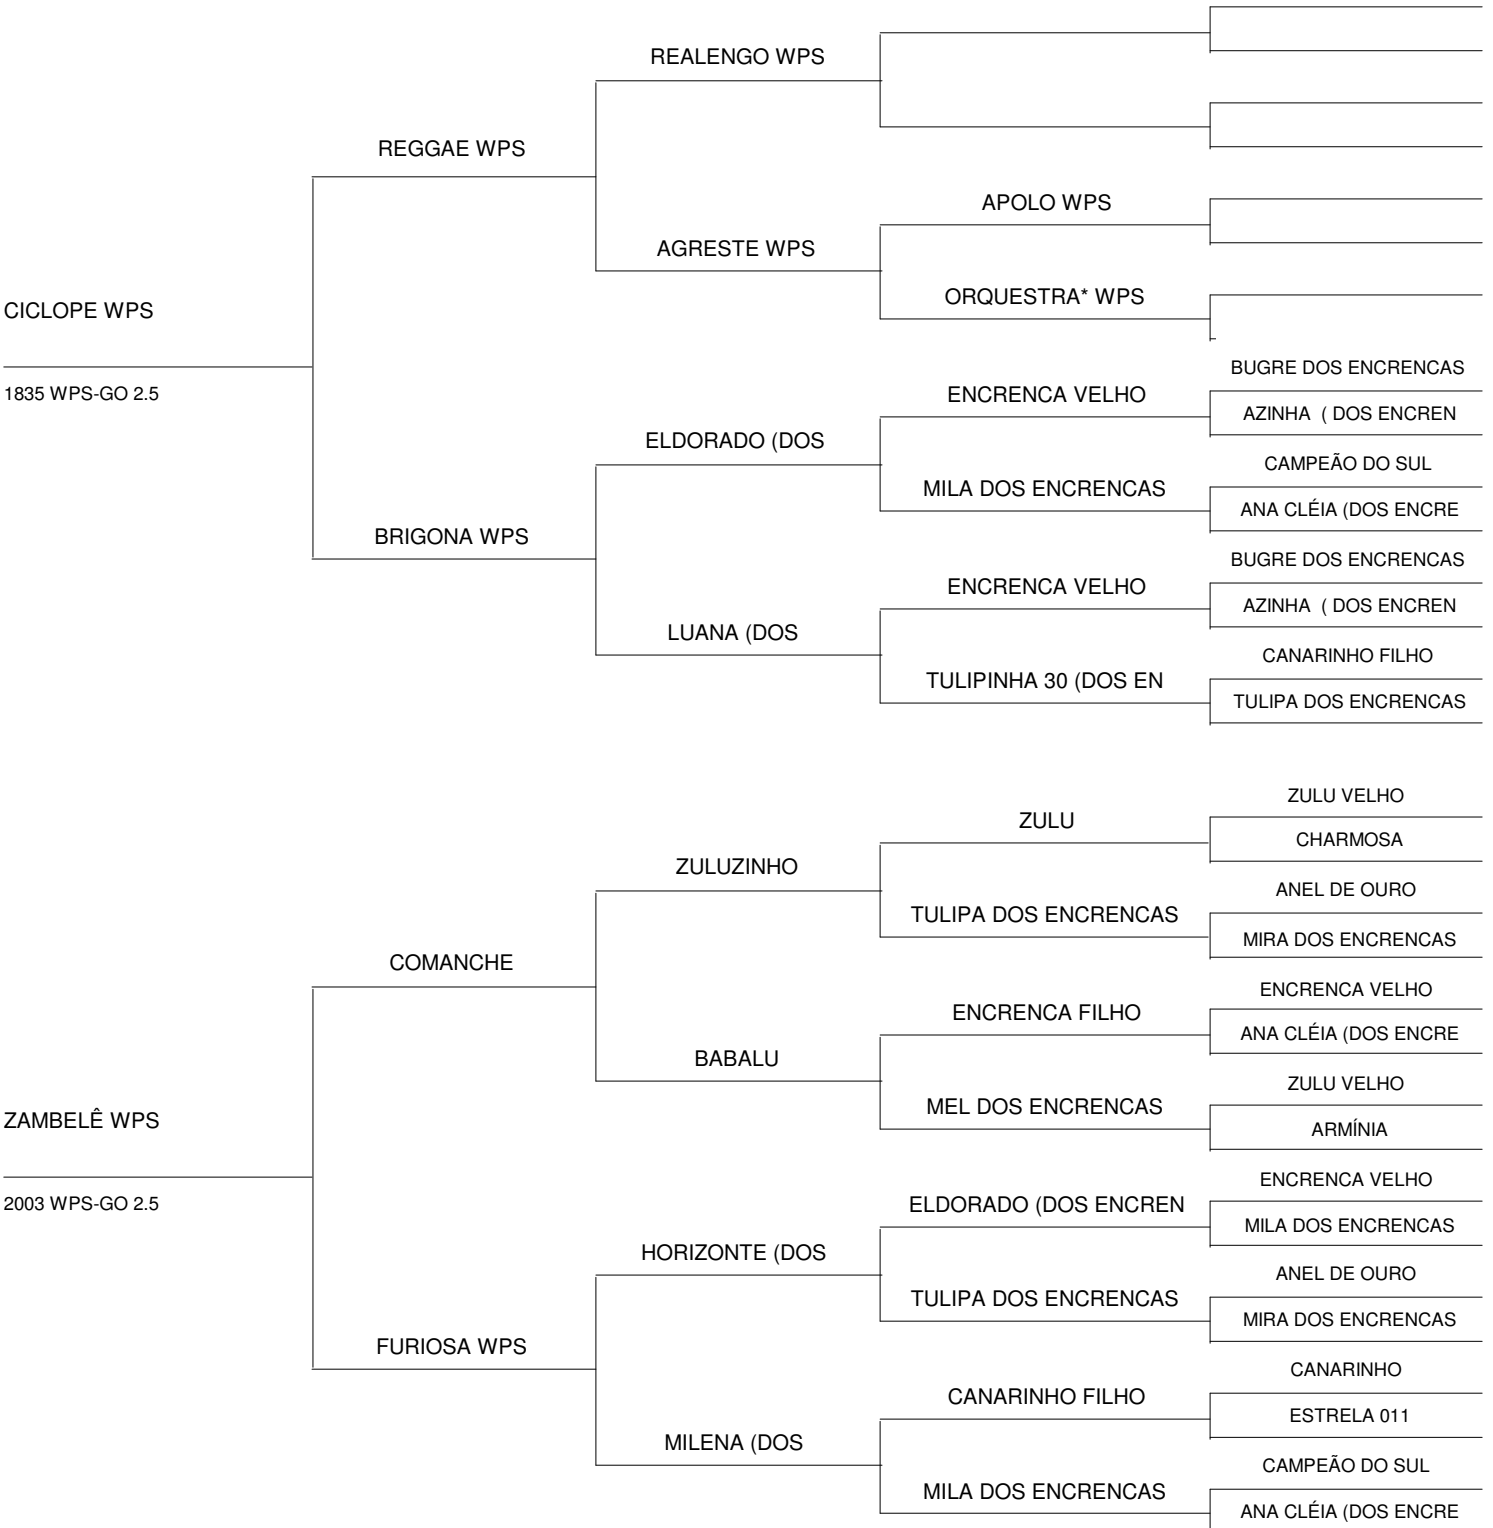 REALENGO WPS
REGGAE WPS
APOLO WPS
AGRESTE WPS
ORQUESTRA* WPS
CICLOPE WPS
1835 WPS-GO 2.5
BUGRE DOS ENCRENCAS
ENCRENCA VELHO
AZINHA ( DOS ENCREN
ELDORADO (DOS
CAMPEÃO DO SUL
MILA DOS ENCRENCAS
ANA CLÉIA (DOS ENCRE
BRIGONA WPS
BUGRE DOS ENCRENCAS
ENCRENCA VELHO
AZINHA ( DOS ENCREN
LUANA (DOS
CANARINHO FILHO
TULIPINHA 30 (DOS EN
TULIPA DOS ENCRENCAS
ZULU VELHO
ZULU
CHARMOSA
ZULUZINHO
ANEL DE OURO
TULIPA DOS ENCRENCAS
MIRA DOS ENCRENCAS
COMANCHE
ENCRENCA VELHO
ENCRENCA FILHO
ANA CLÉIA (DOS ENCRE
BABALU
ZULU VELHO
MEL DOS ENCRENCAS
ARMÍNIA
ZAMBELÊ WPS
2003 WPS-GO 2.5
ENCRENCA VELHO
ELDORADO (DOS ENCREN
MILA DOS ENCRENCAS
HORIZONTE (DOS
ANEL DE OURO
TULIPA DOS ENCRENCAS
MIRA DOS ENCRENCAS
FURIOSA WPS
CANARINHO
CANARINHO FILHO
ESTRELA 011
MILENA (DOS
CAMPEÃO DO SUL
MILA DOS ENCRENCAS
ANA CLÉIA (DOS ENCRE